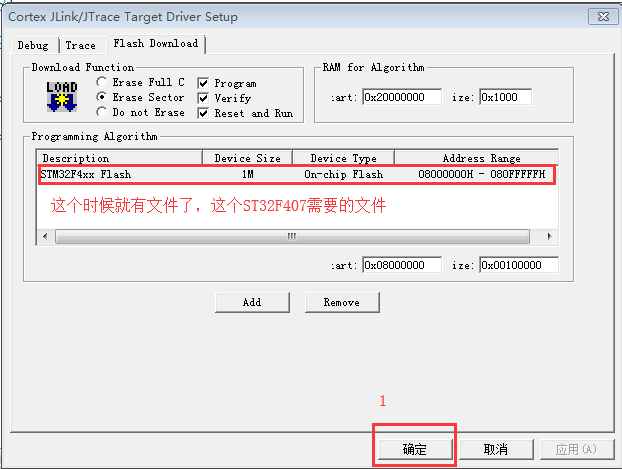 Cortex JLink/JTrace Target Driver Setup
Debug Trace Flash Download
Download Function
LOAD
Erase Full C
Erase Sector
Do not Erase
Program
Verify
Reset and Run
RAM for Algorithm
:art: 0x20000000 ize: 0x1000
Programming Algorithm
Description Device Size Device Type Address Range
STM32F4xx Flash 1M On-chip Flash 08000000H - 080FFFFFH
这个时候就有文件了，这个ST32F407需要的文件
:art: 0x08000000 ize: 0x00100000
Add Remove
1
确定 取消 应用(A)